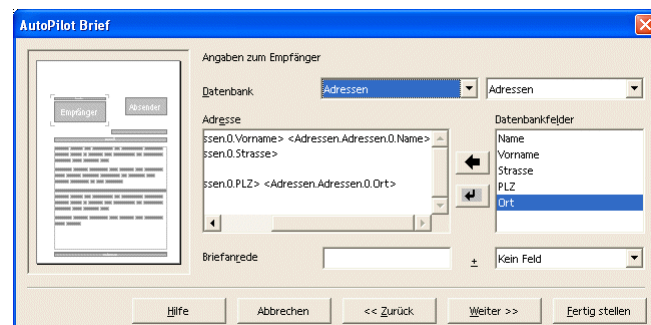 AutoPilot Brief
Angaben zum Empfänger
Datenbank Adressen Adressen
Empfänger Absender
Adresse Datenbankfelder
ssen.0.Vorname> <Adressen.Adressen.0.Name>
ssen.0.Strasse>
ssen.0.PLZ> <Adressen.Adressen.0.Ort>
Name
Vorname
Strasse
PLZ
Ort
Briefanrede ± Kein Feld
Hilfe Abbrechen << Zurück Weiter >> Fertig stellen